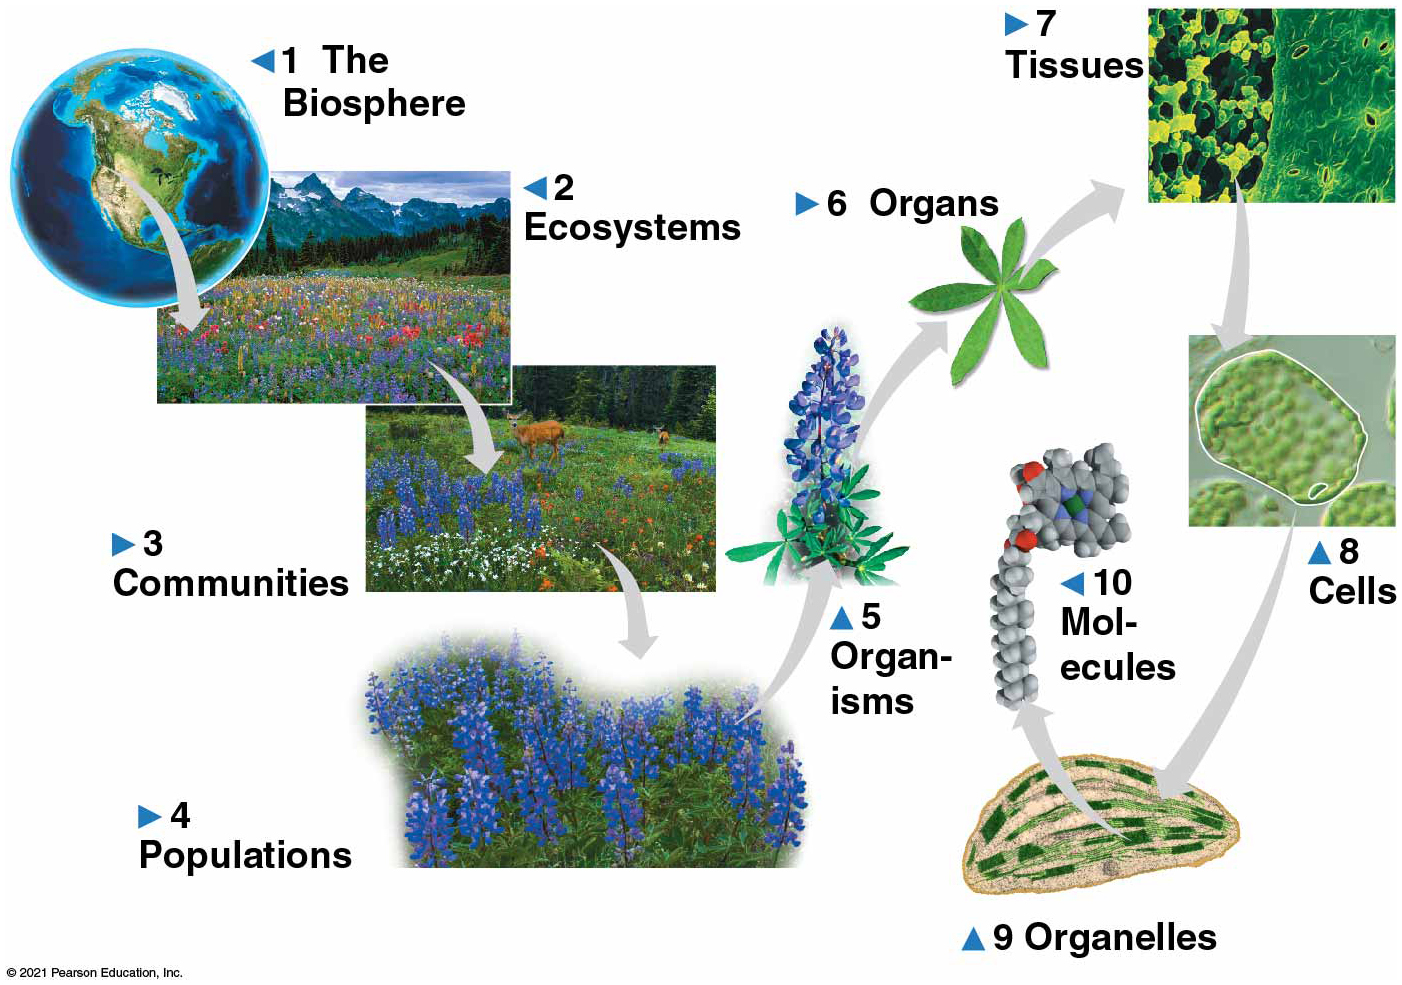 1 The
Biosphere
2
Ecosystems
3
Communities
4
Populations
5
Organ-
isms
6 Organs
7
Tissues
8
Cells
9 Organelles
10
Mol-
ecules
© 2021 Pearson Education, Inc.